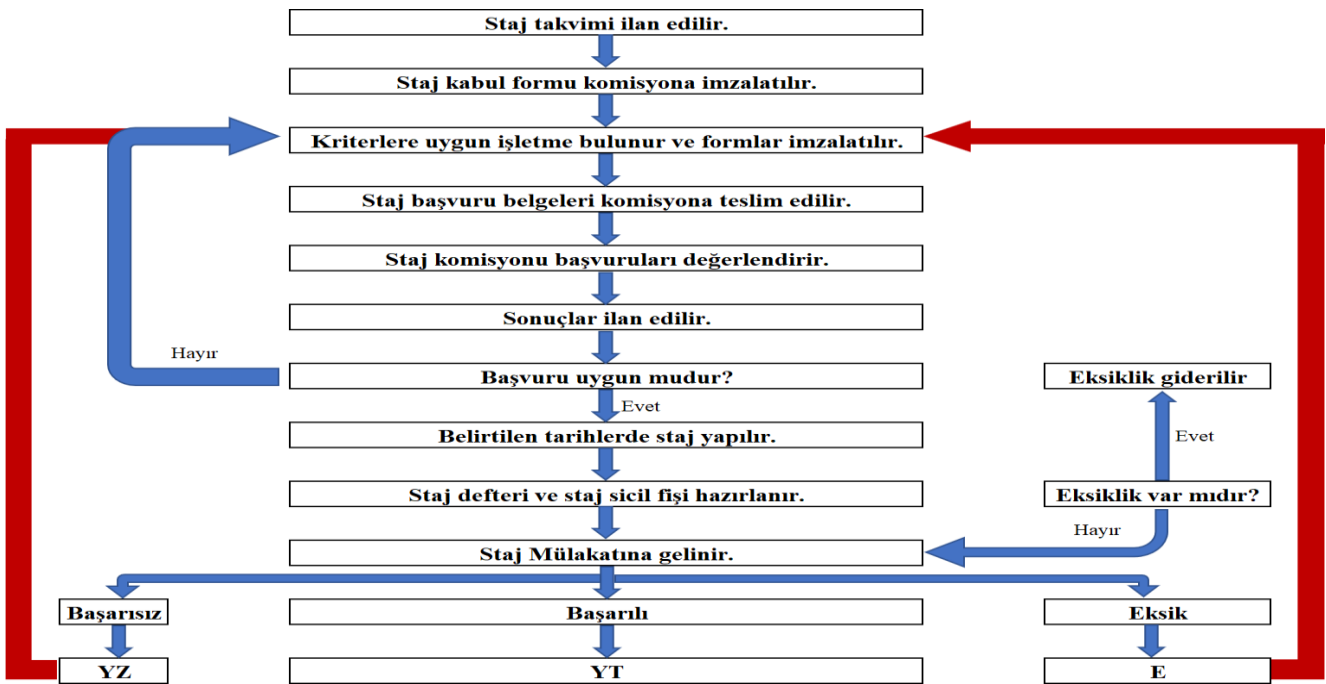 Staj takvimi ilan edilir.
Staj kabul formu komisyona imzalatılır.
Kriterlere uygun işletme bulunur ve formlar imzalatılır.
Staj başvuru belgeleri komisyona teslim edilir.
Staj komisyonu başvuruları değerlendirir.
Sonuçlar ilan edilir.
Hayır
Başvuru uygun mudur?
Eksiklik giderilir
Evet
Belirtilen tarihlerde staj yapılır.
Evet
Staj defteri ve staj sicil fişi hazırlanır.
Eksiklik var mıdır?
Hayır
Staj Mülakatına gelinir.
Başarısız
Başarılı
Eksik
YZ
YT
E